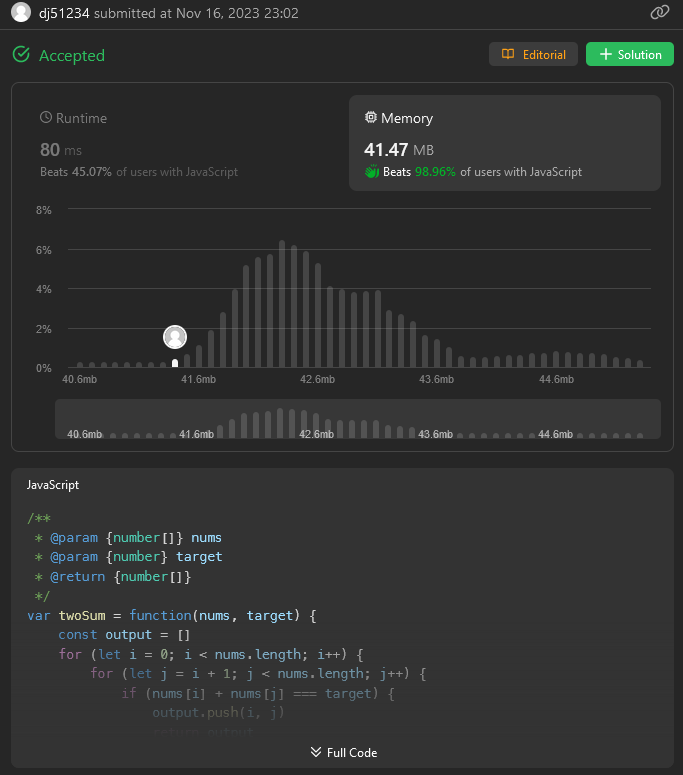 dj51234 submitted at Nov 16, 2023 23:02
Accepted
Editorial
Solution
Runtime
80 ms
Beats 45.07% of users with JavaScript
Memory
41.47 MB
Beats 98.96% of users with JavaScript
8%
6%
4%
2%
0%
40.6mb 41.6mb 42.6mb 43.6mb 44.6mb
40.6mb 41.6mb 42.6mb 43.6mb 44.6mb
JavaScript
/**
 * @param {number[]} nums
 * @param {number} target
 * @return {number[]}
 */
var twoSum = function(nums, target) {
    const output = []
    for (let i = 0; i < nums.length; i++) {
        for (let j = i + 1; j < nums.length; j++) {
            if (nums[i] + nums[j] === target) {
                output.push(i, j)
                return output
Full Code